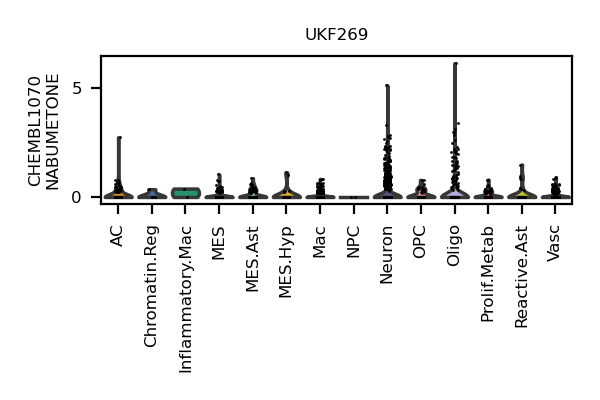 UKF269
CHEMBL1070
NABUMETONE
5
0
AC
Chromatin.Reg
Inflammatory.Mac
MES
MES.Ast
MES.Hyp
Mac
NPC
Neuron
OPC
Oligo
Prolif.Metab
Reactive.Ast
Vasc